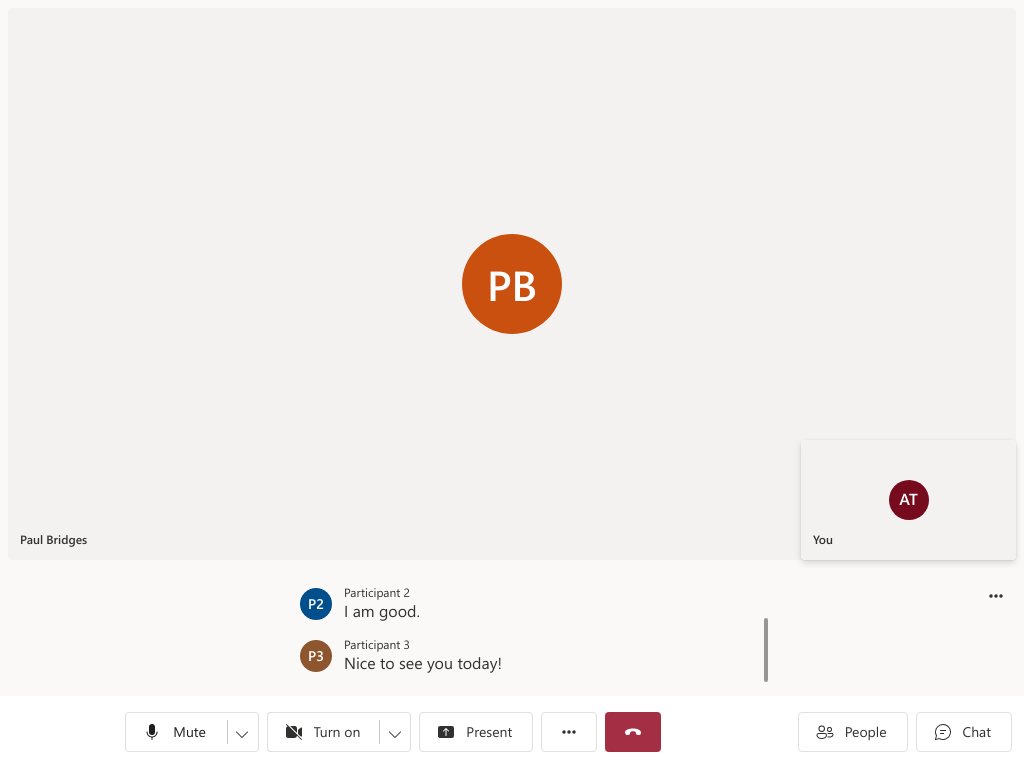 PB
AT
Paul Bridges
You
P2
Participant 2
I am good.
P3
Participant 3
Nice to see you today!
Mute
Turn on
Present
People
Chat